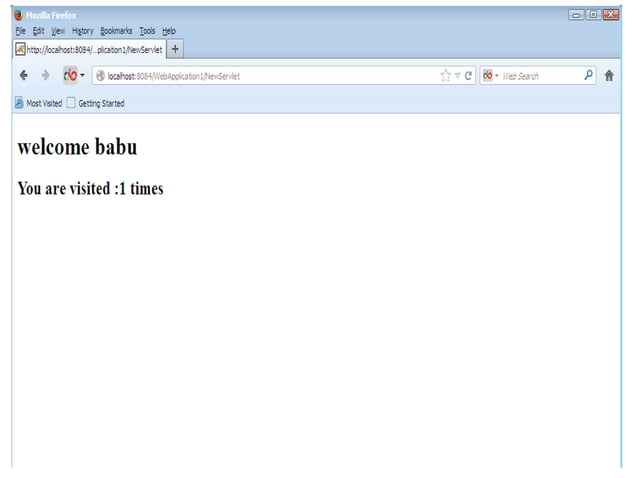 Mozilla Firefox
File Edit View History Bookmarks Tools Help
http://localhost:8084/...plication1/NewServlet +
localhost:8084/WebApplication1/NewServlet Web Search
Most Visited Getting Started
welcome babu
You are visited :1 times